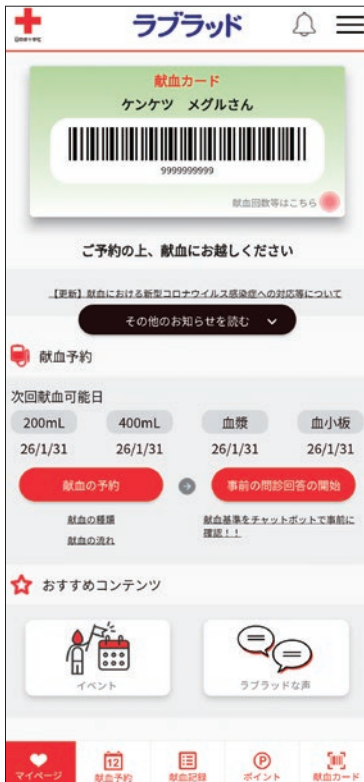 日本赤十字社
ラブラッド
献血カード
ケンケツ　メグルさん
9999999999
献血回数等はこちら
ご予約の上、献血にお越しください
【更新】献血における新型コロナウイルス感染症への対応等について
その他のお知らせを読む
献血予約
次回献血可能日
200mL 400mL 血漿 血小板
26/1/31 26/1/31 26/1/31 26/1/31
献血の予約 事前の問診回答の開始
献血の種類
献血の流れ
献血基準をチャットボットで事前に
確認！！
おすすめコンテンツ
イベント ラブラッドな声
12 P
マイページ 献血予約 献血記録 ポイント 献血カード